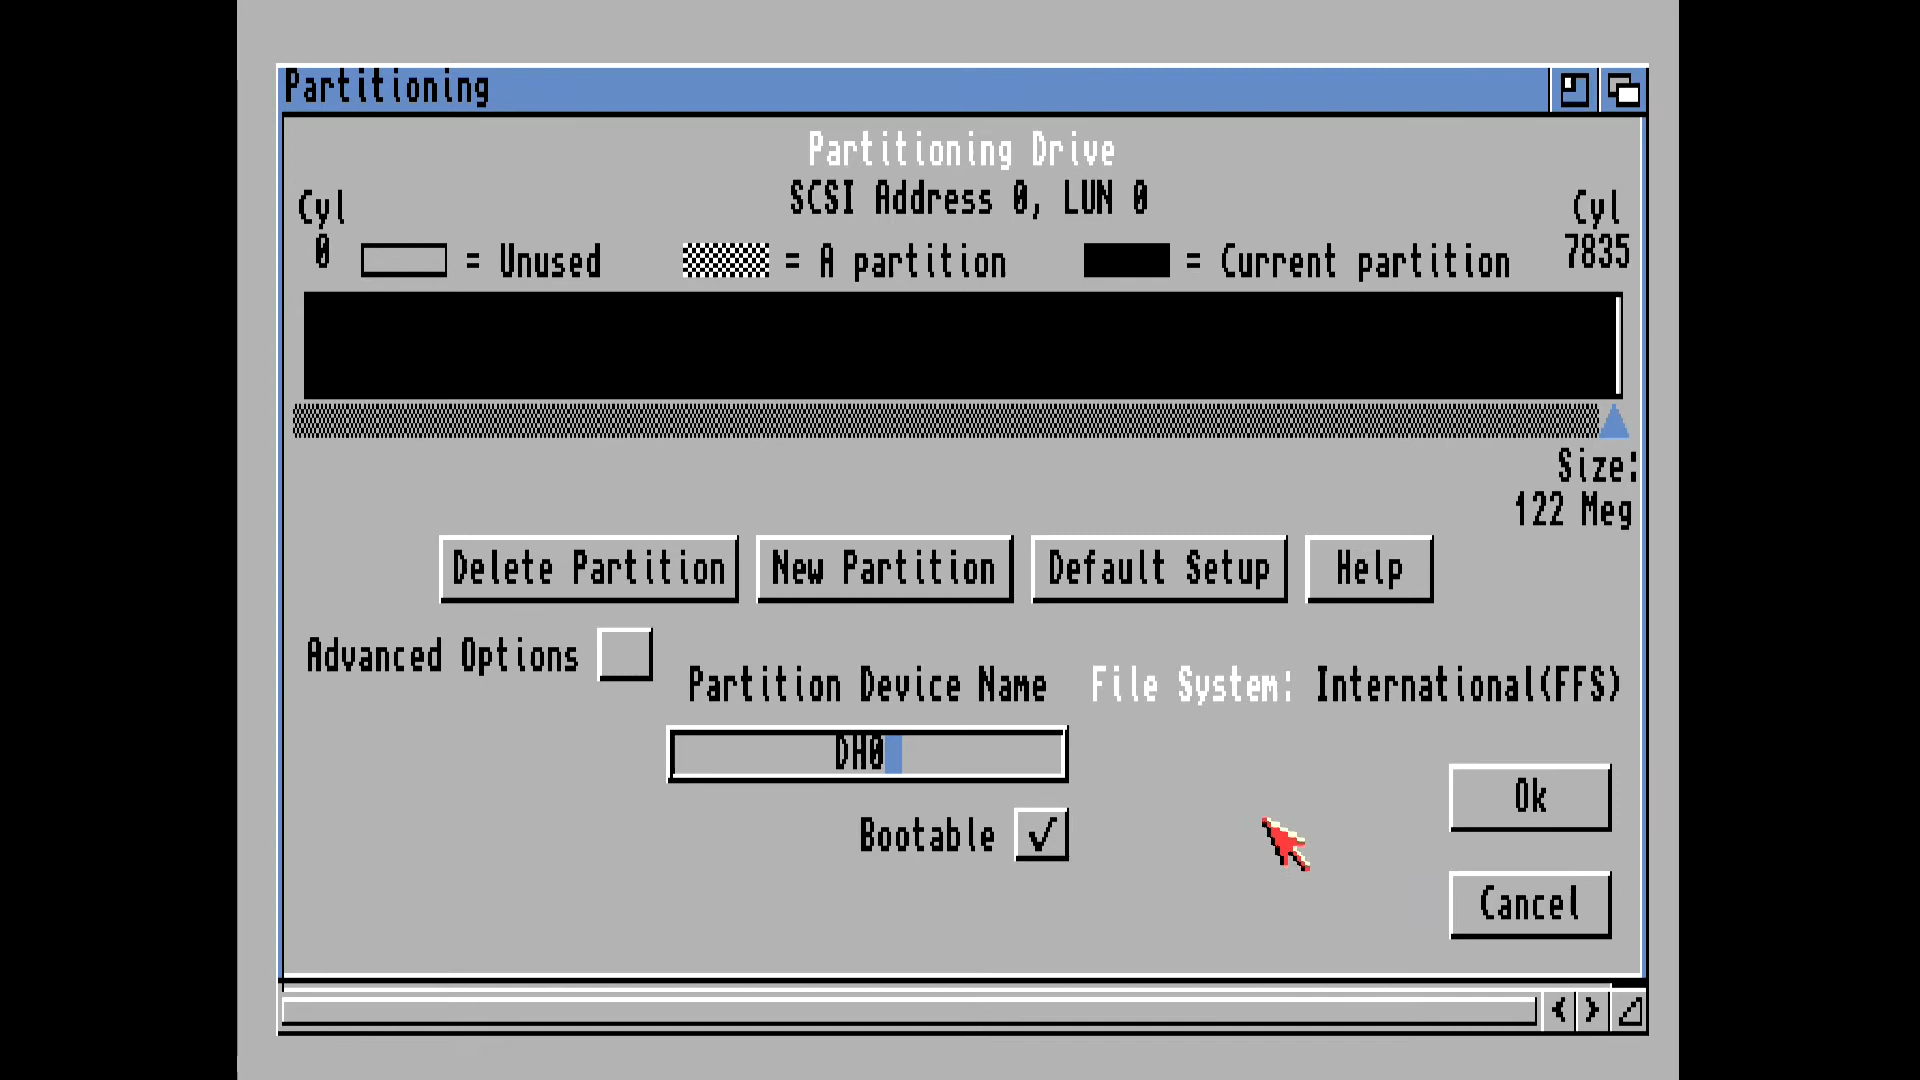 Partitioning
Partitioning Drive
SCSI Address 0, LUN 0
Cyl
0
Cyl
7835
= Unused
= A partition
= Current partition
Size:
122 Meg
Delete Partition
New Partition
Default Setup
Help
Advanced Options
Partition Device Name
File System: International(FFS)
DH0
Bootable
Ok
Cancel